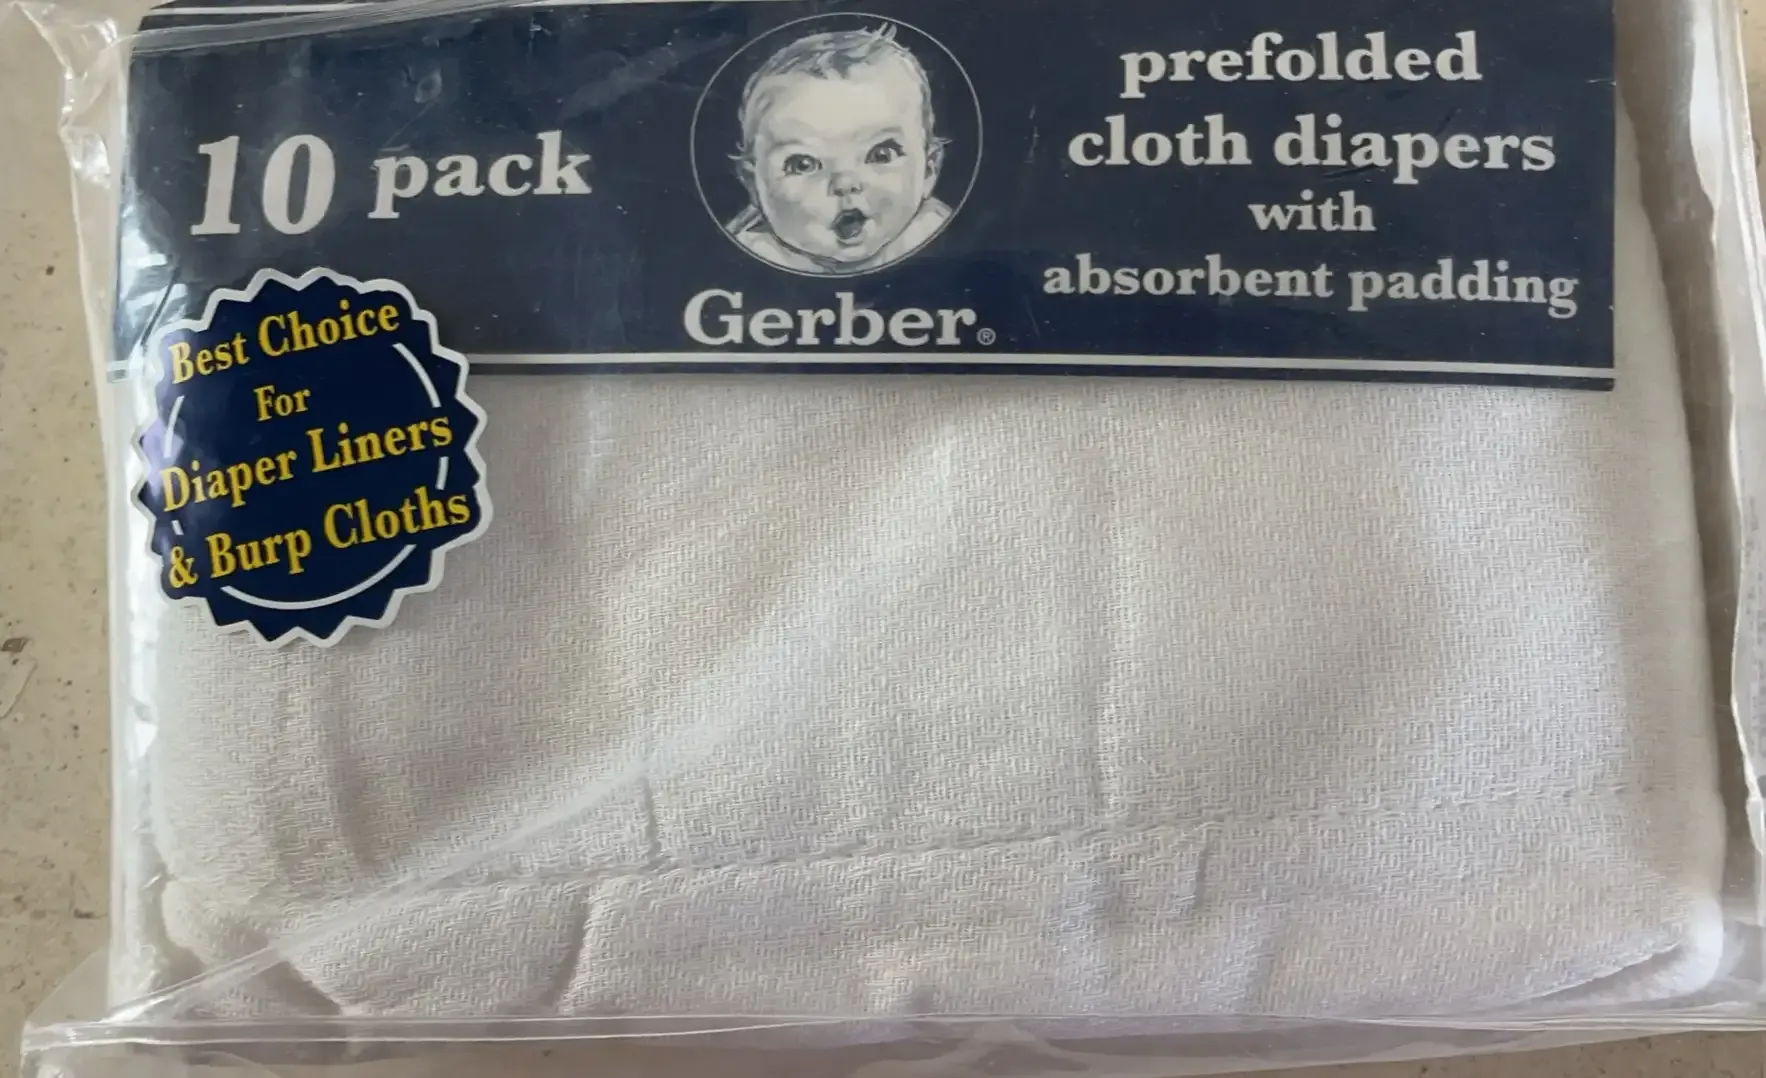 10 pack
Gerber®
prefolded
cloth diapers
with
absorbent padding
Best Choice
For
Diaper Liners
& Burp Cloths